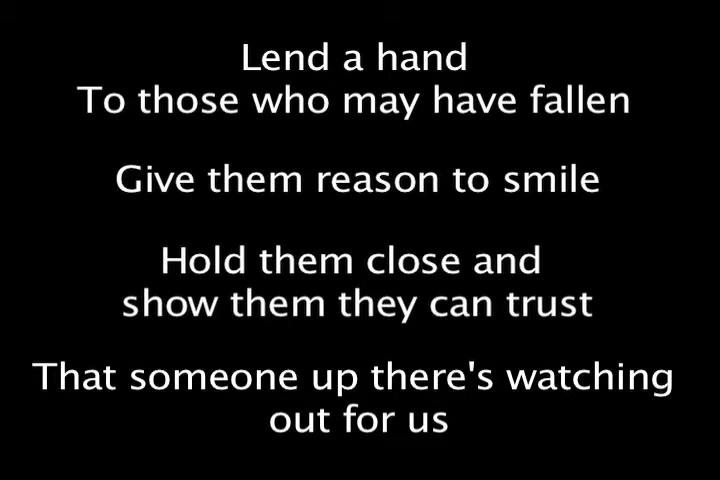 Lend a hand
To those who may have fallen
Give them reason to smile
Hold them close and
show them they can trust
That someone up there's watching
out for us